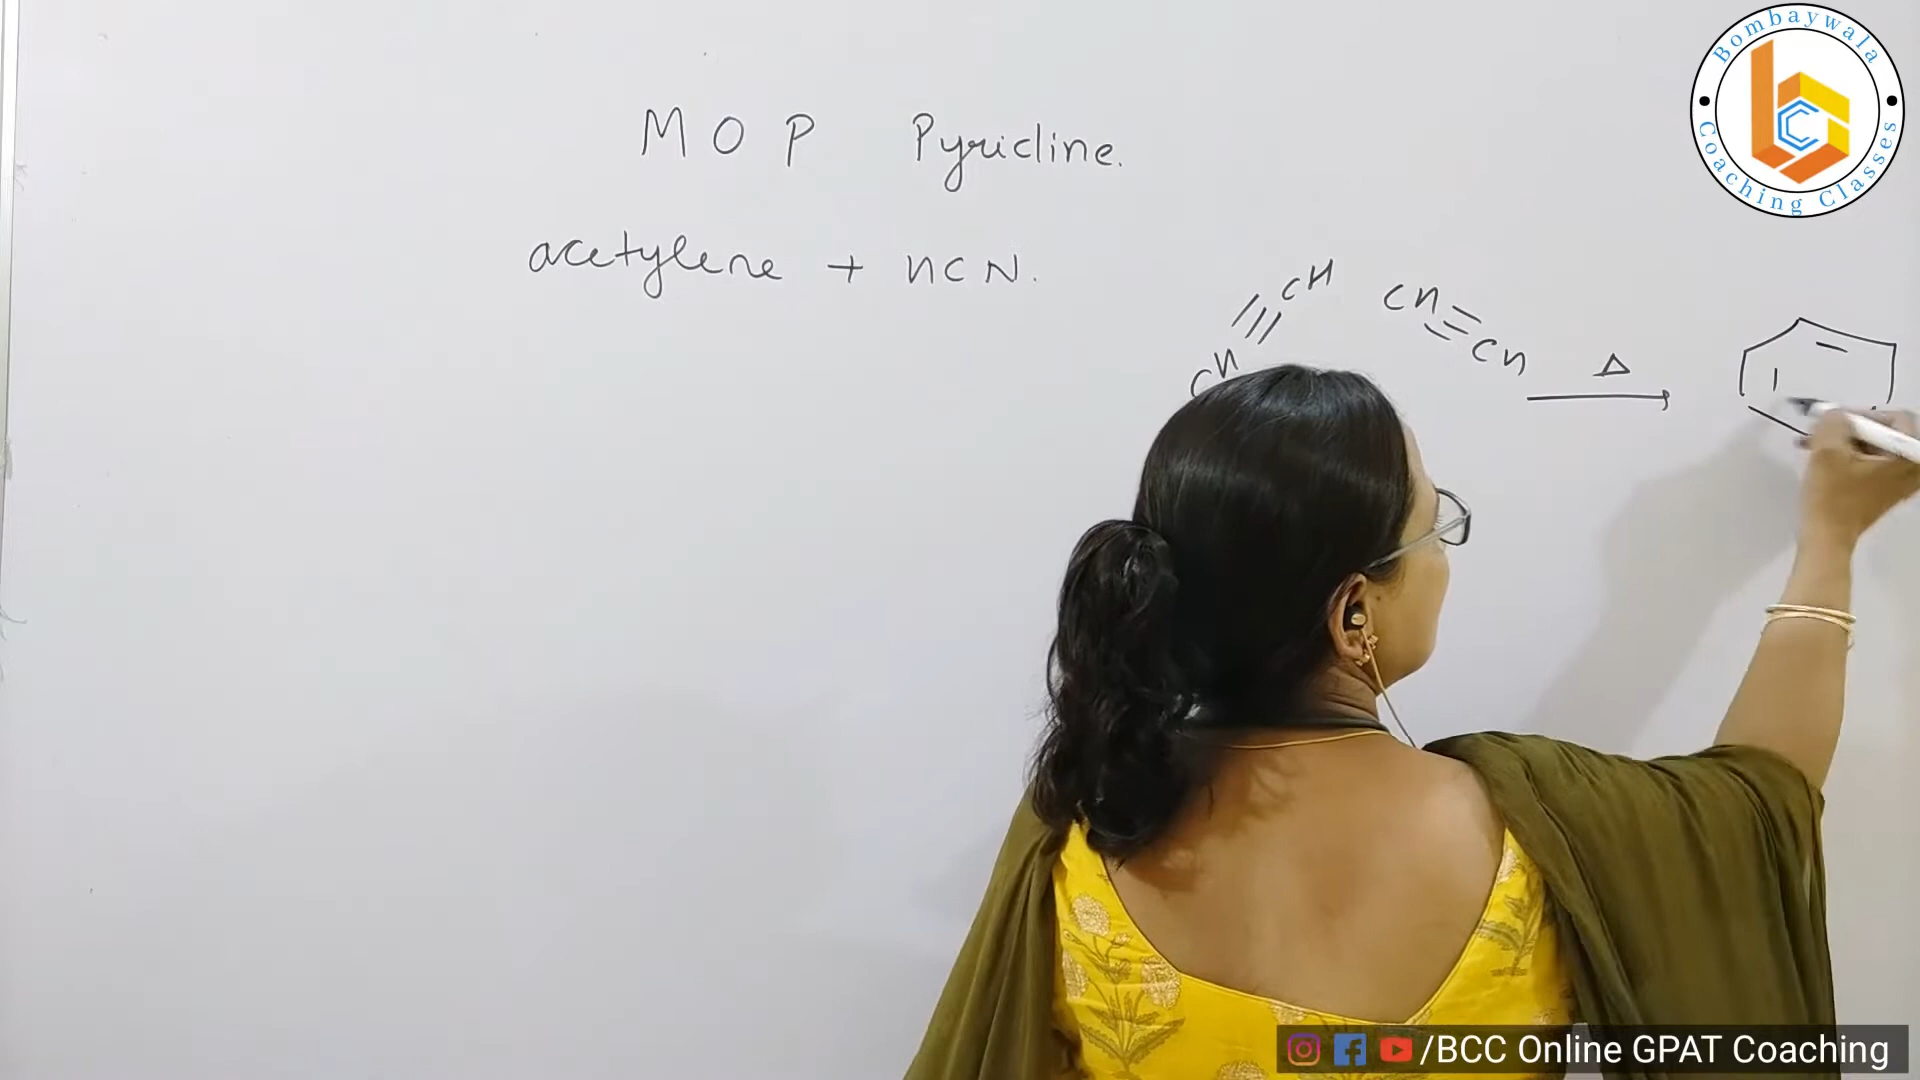 Bombaywala
Coaching Classes
M O P Pyridine.
acetylene + HCN.
CH ≡ CH
CH ≡ CH
Δ
/BCC Online GPAT Coaching